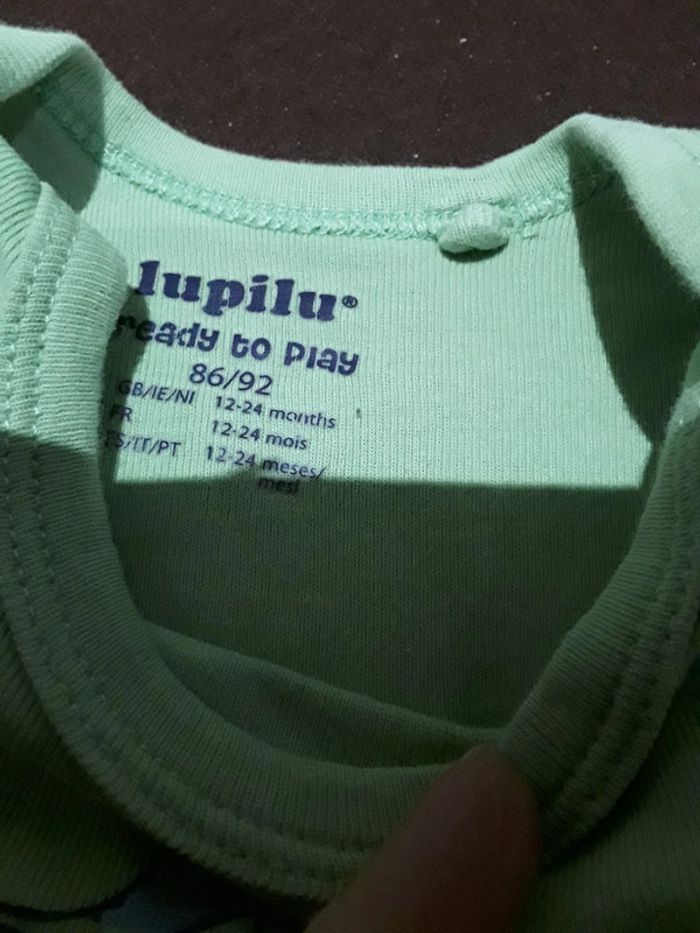 lupilu®
ready to play
86/92
GB/IE/NI 12-24 months
FR 12-24 mois
ES/IT/PT 12-24 meses/
mesi